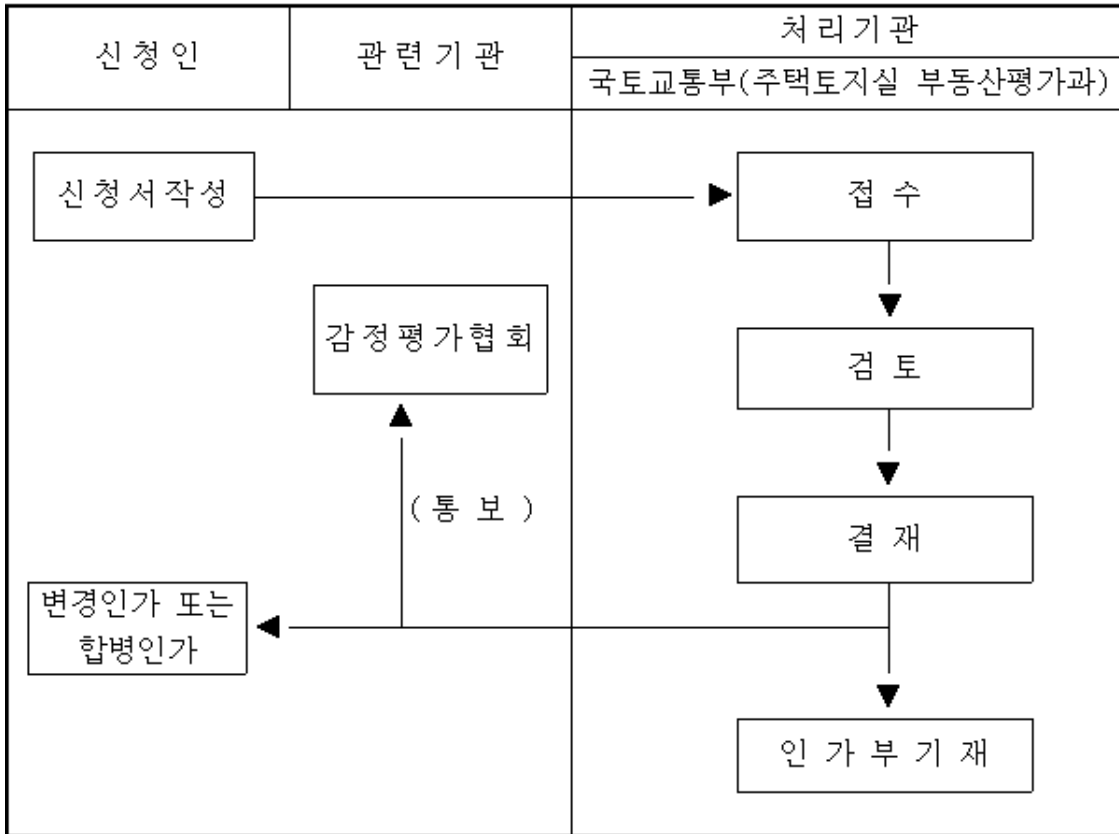 신청인
관련기관
처리기관
국토교통부(주택토지실 부동산평가과)
신청서작성
접수
감정평가협회
검토
(통보)
결재
변경인가 또는
합병인가
인가부기재